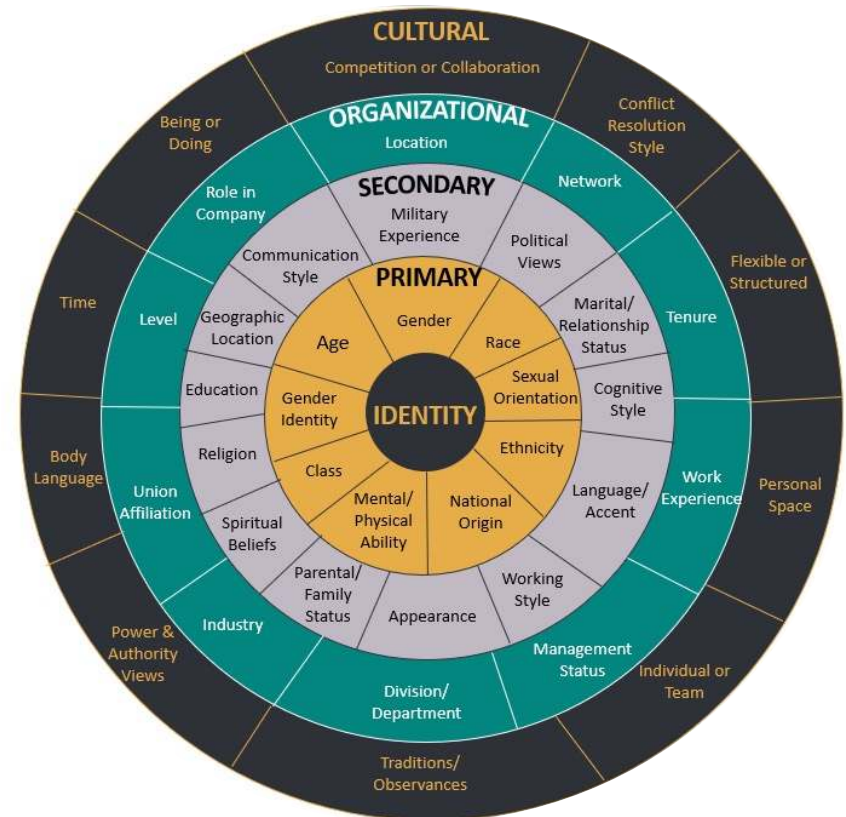 CULTURAL
Competition or Collaboration
Conflict
Resolution
Style
Flexible or
Structured
Personal
Space
Individual or
Team
Traditions/
Observances
Power &
Authority
Views
Body
Language
Time
Being or
Doing
ORGANIZATIONAL
Location
Network
Tenure
Work
Experience
Management
Status
Division/
Department
Industry
Union
Affiliation
Level
Role in
Company
SECONDARY
Military
Experience
Political
Views
Marital/
Relationship
Status
Cognitive
Style
Language/
Accent
Working
Style
Appearance
Parental/
Family
Status
Spiritual
Beliefs
Religion
Education
Geographic
Location
Communication
Style
PRIMARY
Gender
Race
Sexual
Orientation
Ethnicity
National
Origin
Mental/
Physical
Ability
Class
Gender
Identity
Age
IDENTITY